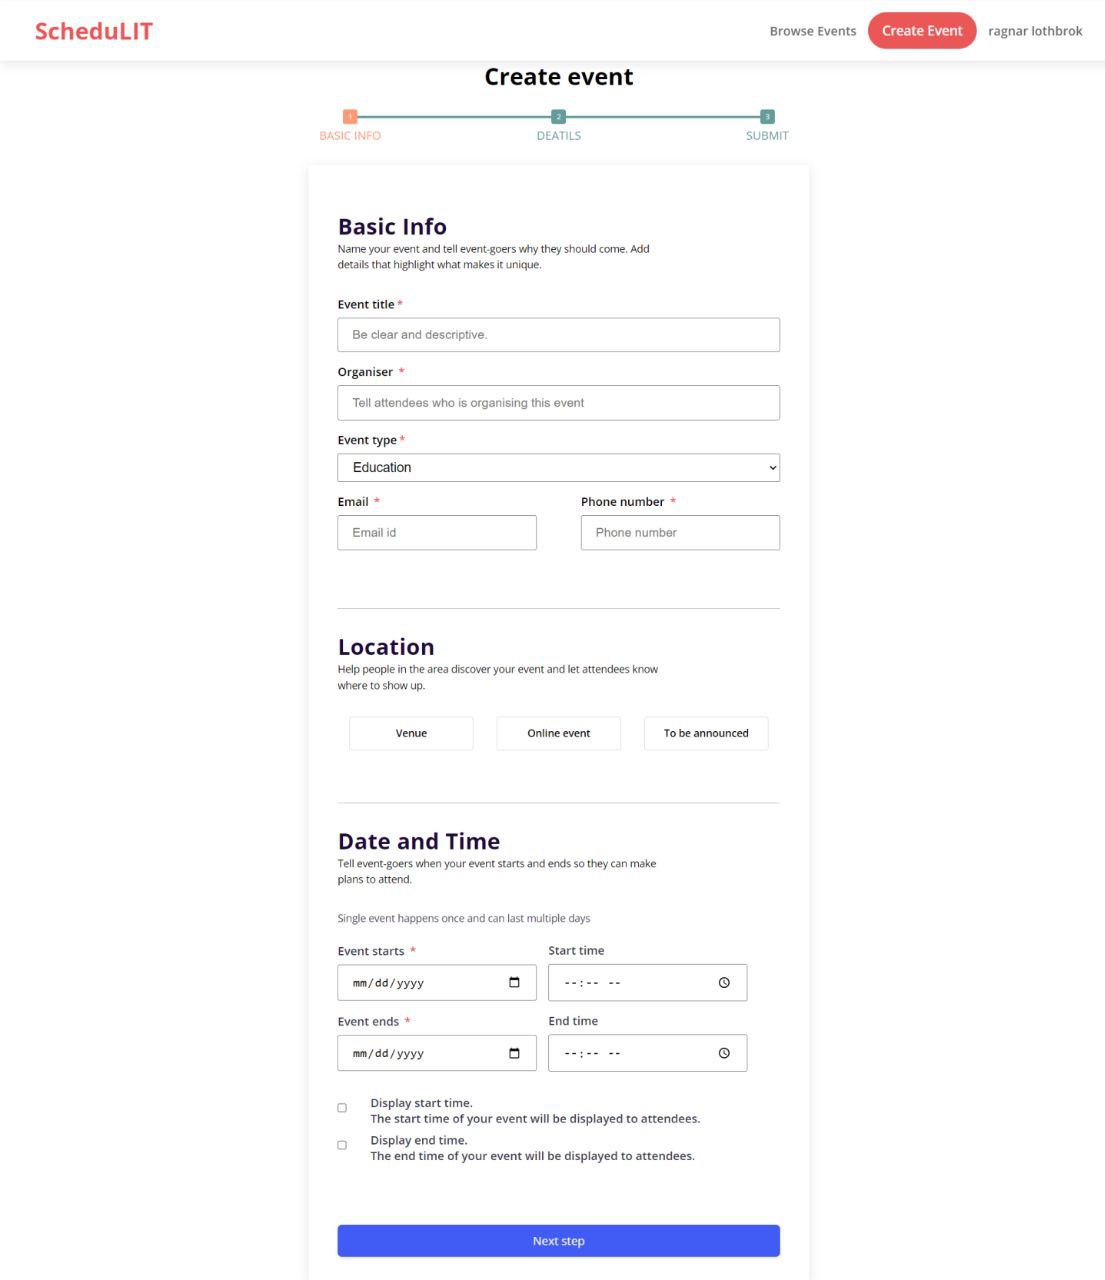 ScheduLIT
Browse Events
Create Event
ragnar lothbrok
Create event
1
2
3
BASIC INFO
DEATILS
SUBMIT
Basic Info
Name your event and tell event-goers why they should come. Add
details that highlight what makes it unique.
Event title *
Be clear and descriptive.
Organiser *
Tell attendees who is organising this event
Event type *
Education
Email *
Phone number *
Email id
Phone number
Location
Help people in the area discover your event and let attendees know
where to show up.
Venue
Online event
To be announced
Date and Time
Tell event-goers when your event starts and ends so they can make
plans to attend.
Single event happens once and can last multiple days
Event starts *
Start time
mm/dd/yyyy
--:-- --
Event ends *
End time
mm/dd/yyyy
--:-- --
Display start time.
The start time of your event will be displayed to attendees.
Display end time.
The end time of your event will be displayed to attendees.
Next step